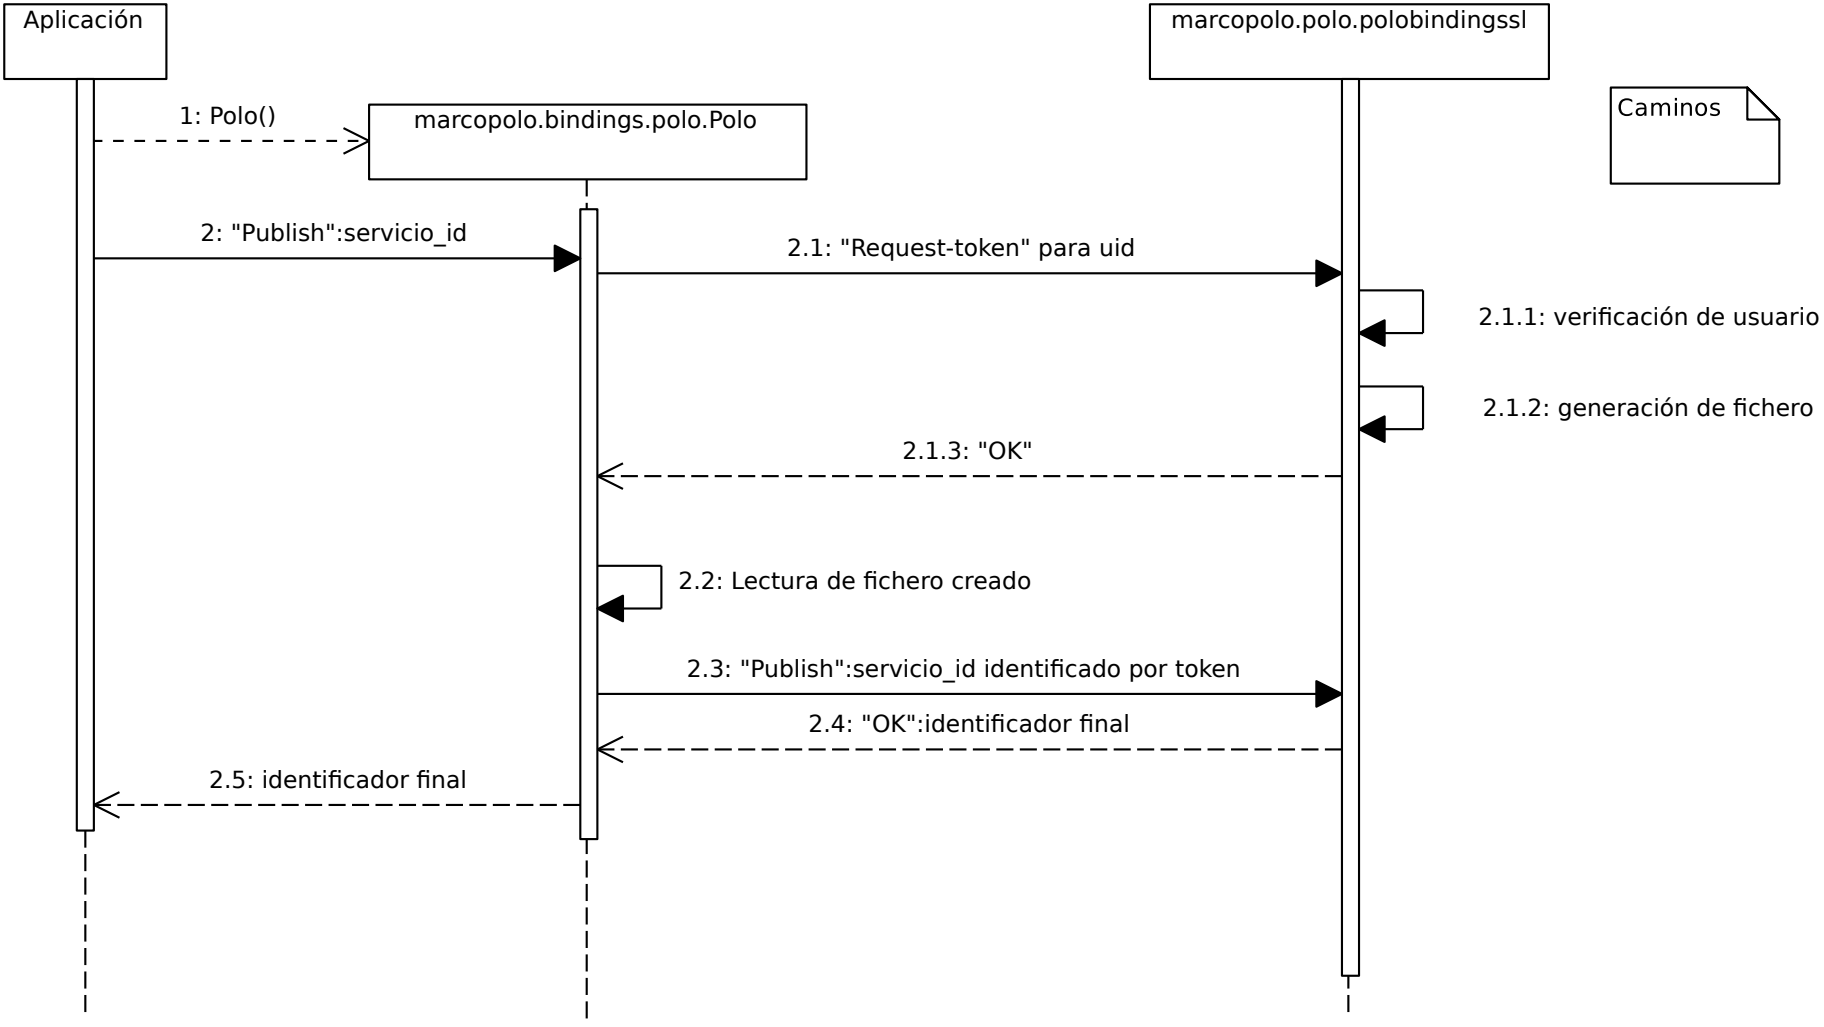 Aplicación
marcopolo.polo.polobindingssl
Caminos
1: Polo()
marcopolo.bindings.polo.Polo
2: "Publish":servicio_id
2.1: "Request-token" para uid
2.1.1: verificación de usuario
2.1.2: generación de fichero
2.1.3: "OK"
2.2: Lectura de fichero creado
2.3: "Publish":servicio_id identificado por token
2.4: "OK":identificador final
2.5: identificador final